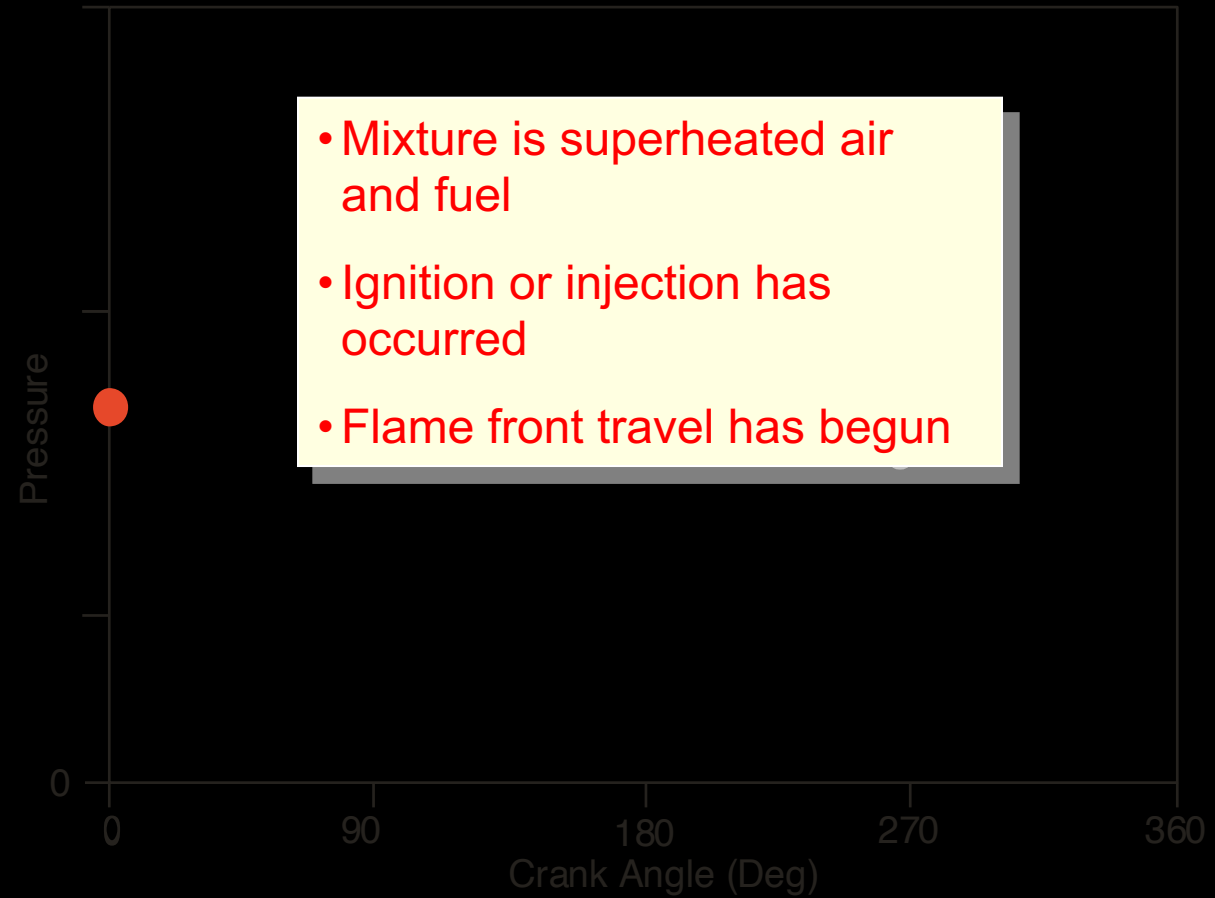 • Mixture is superheated air
and fuel
• Ignition or injection has
occurred
• Flame front travel has begun
Pressure
0
0
90
180
270
360
Crank Angle (Deg)